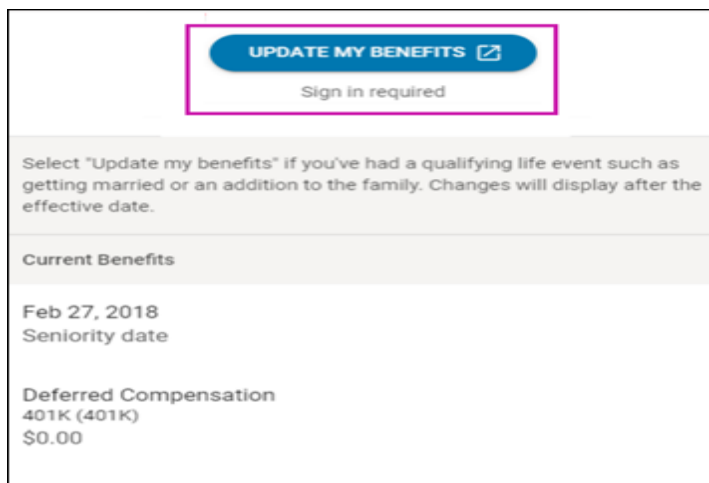 UPDATE MY BENEFITS
Sign in required
Select "Update my benefits" if you've had a qualifying life event such as
getting married or an addition to the family. Changes will display after the
effective date.
Current Benefits
Feb 27, 2018
Seniority date
Deferred Compensation
401K (401K)
$0.00